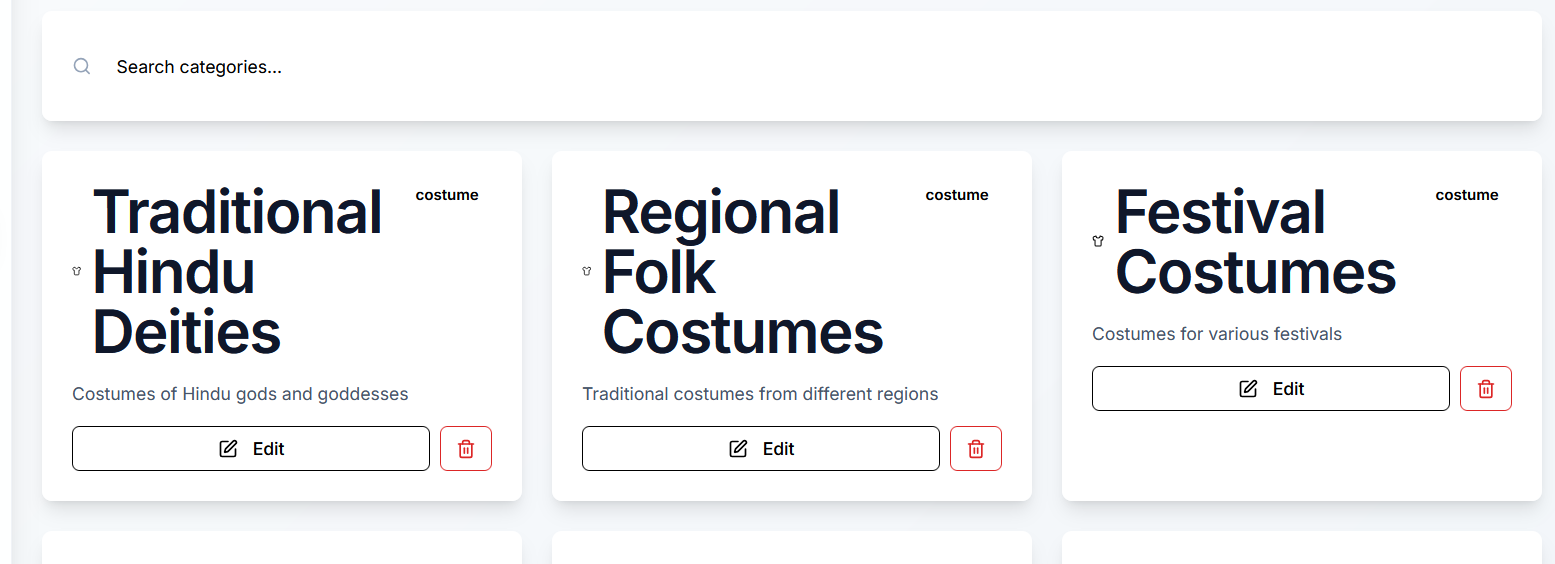 Search categories...
Traditional
Hindu
Deities
costume
Costumes of Hindu gods and goddesses
Edit
Regional
Folk
Costumes
costume
Traditional costumes from different regions
Edit
Festival
Costumes
costume
Costumes for various festivals
Edit